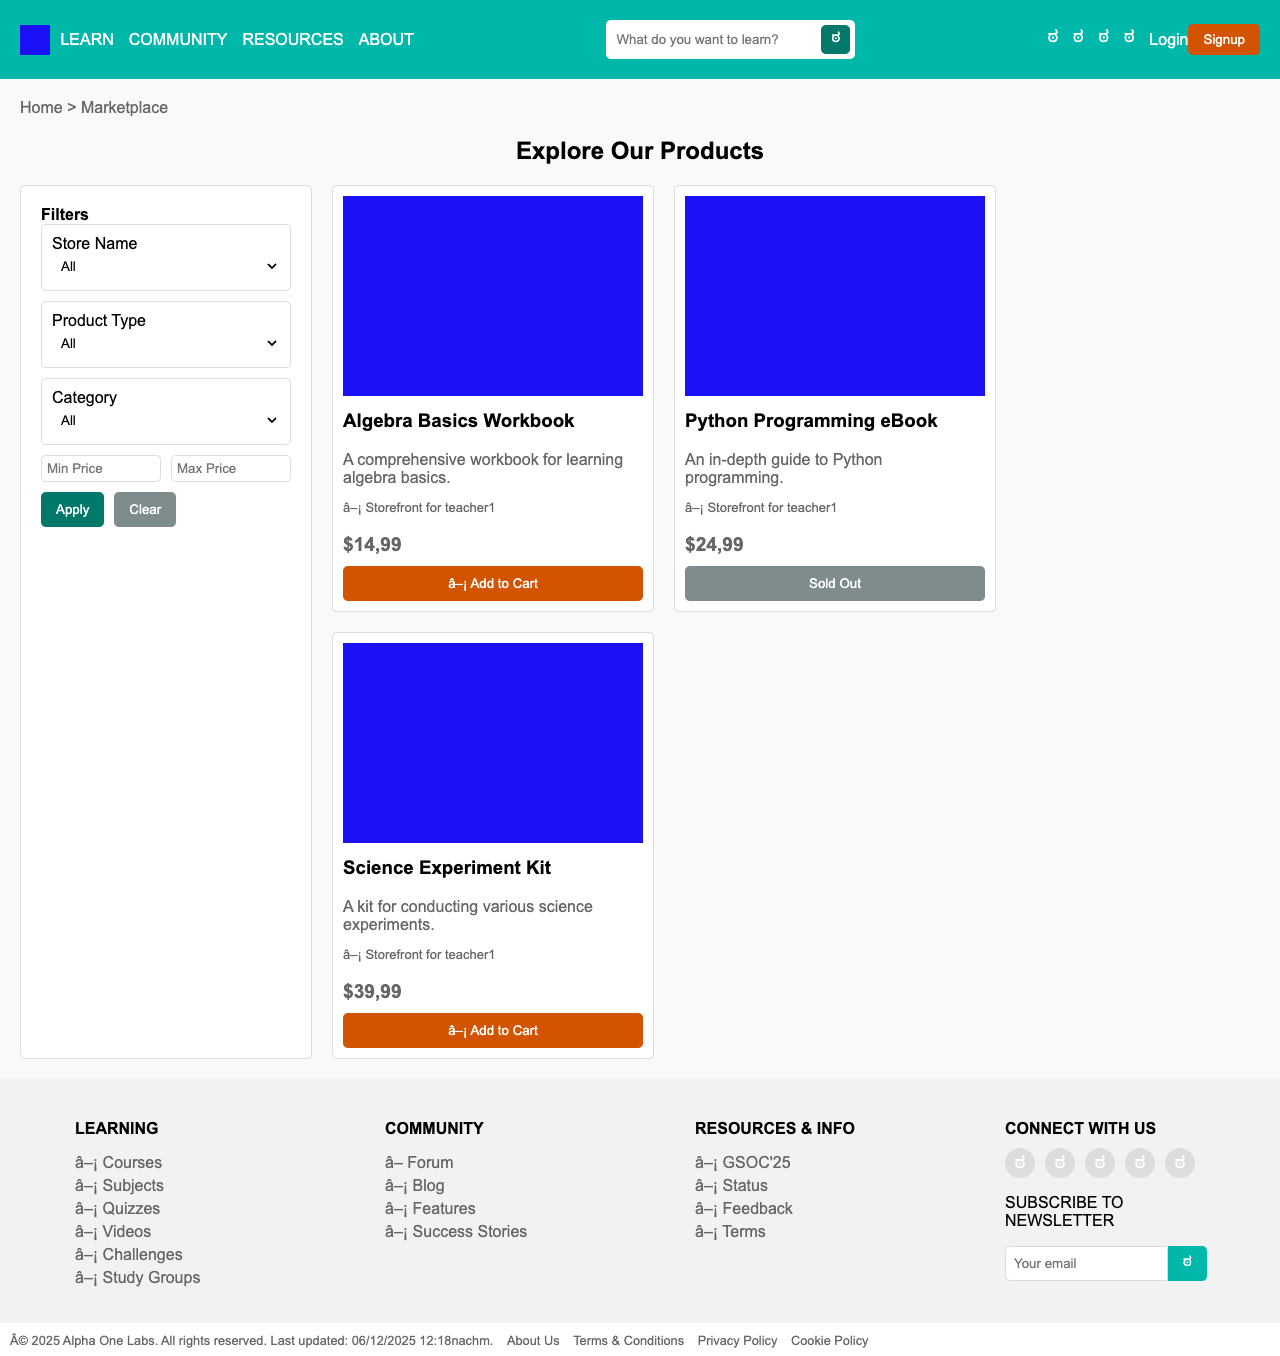 LEARN COMMUNITY RESOURCES ABOUT What do you want to learn? ಠ ಠ ಠ ಠ ಠ Login Signup
Home > Marketplace
Explore Our Products
Filters
Store Name
All
Product Type
All
Category
All
Min Price Max Price
Apply Clear
Algebra Basics Workbook
A comprehensive workbook for learning
algebra basics.
â–¡ Storefront for teacher1
$14,99
â–¡ Add to Cart
Python Programming eBook
An in-depth guide to Python
programming.
â–¡ Storefront for teacher1
$24,99
Sold Out
Science Experiment Kit
A kit for conducting various science
experiments.
â–¡ Storefront for teacher1
$39,99
â–¡ Add to Cart
LEARNING
â–¡ Courses
â–¡ Subjects
â–¡ Quizzes
â–¡ Videos
â–¡ Challenges
â–¡ Study Groups
COMMUNITY
â– Forum
â–¡ Blog
â–¡ Features
â–¡ Success Stories
RESOURCES & INFO
â–¡ GSOC'25
â–¡ Status
â–¡ Feedback
â–¡ Terms
CONNECT WITH US
ಠ ಠ ಠ ಠ ಠ
SUBSCRIBE TO
NEWSLETTER
Your email ಠ
Â© 2025 Alpha One Labs. All rights reserved. Last updated: 06/12/2025 12:18nachm. About Us Terms & Conditions Privacy Policy Cookie Policy